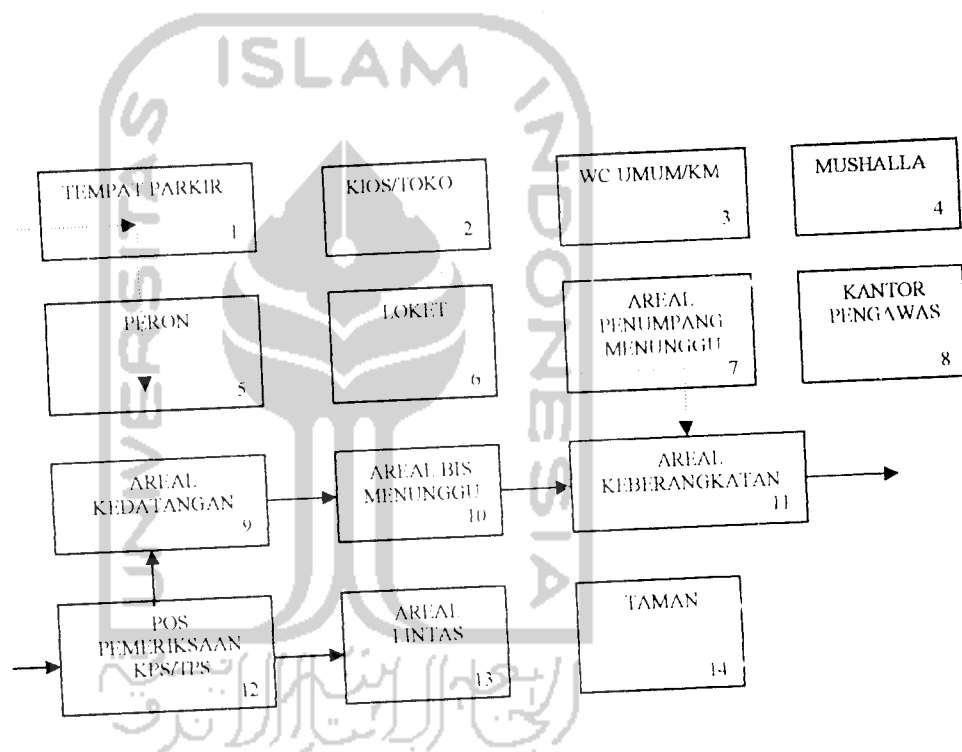 ISLAM
UNIVERSITAS
INDONESIA
TEMPAT PARKIR
1
KIOS/TOKO
2
WC UMUM/KM
3
MUSHALLA
4
PERON
5
LOKET
6
AREAL
PENUMPANG
MENUNGGU
7
KANTOR
PENGAWAS
8
AREAL
KEDATANGAN
9
AREAL BIS
MENUNGGU
10
AREAL
KEBERANGKATAN
11
POS
PEMERIKSAAN
KPS/TPS
12
AREAL
LINTAS
13
TAMAN
14